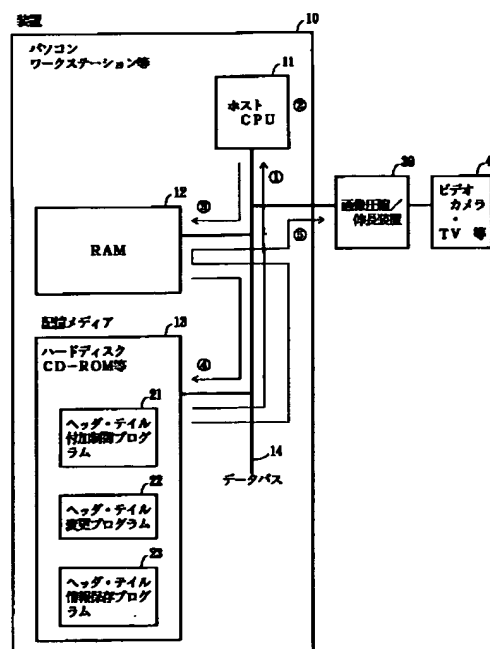 装置
10
パソコン
ワークステーション等
11
ホスト
CPU
②
①
12
③
RAM
30
画像圧縮／
伸長装置
ビデオ
カメラ
・
TV 等
⑤
記憶メディア
13
ハードディスク
CD-ROM等
④
21
ヘッダ・テイル
付加制御プログ
ラム
14
データバス
22
ヘッダ・テイル
変更プログラム
23
ヘッダ・テイル
情報保存プログ
ラム